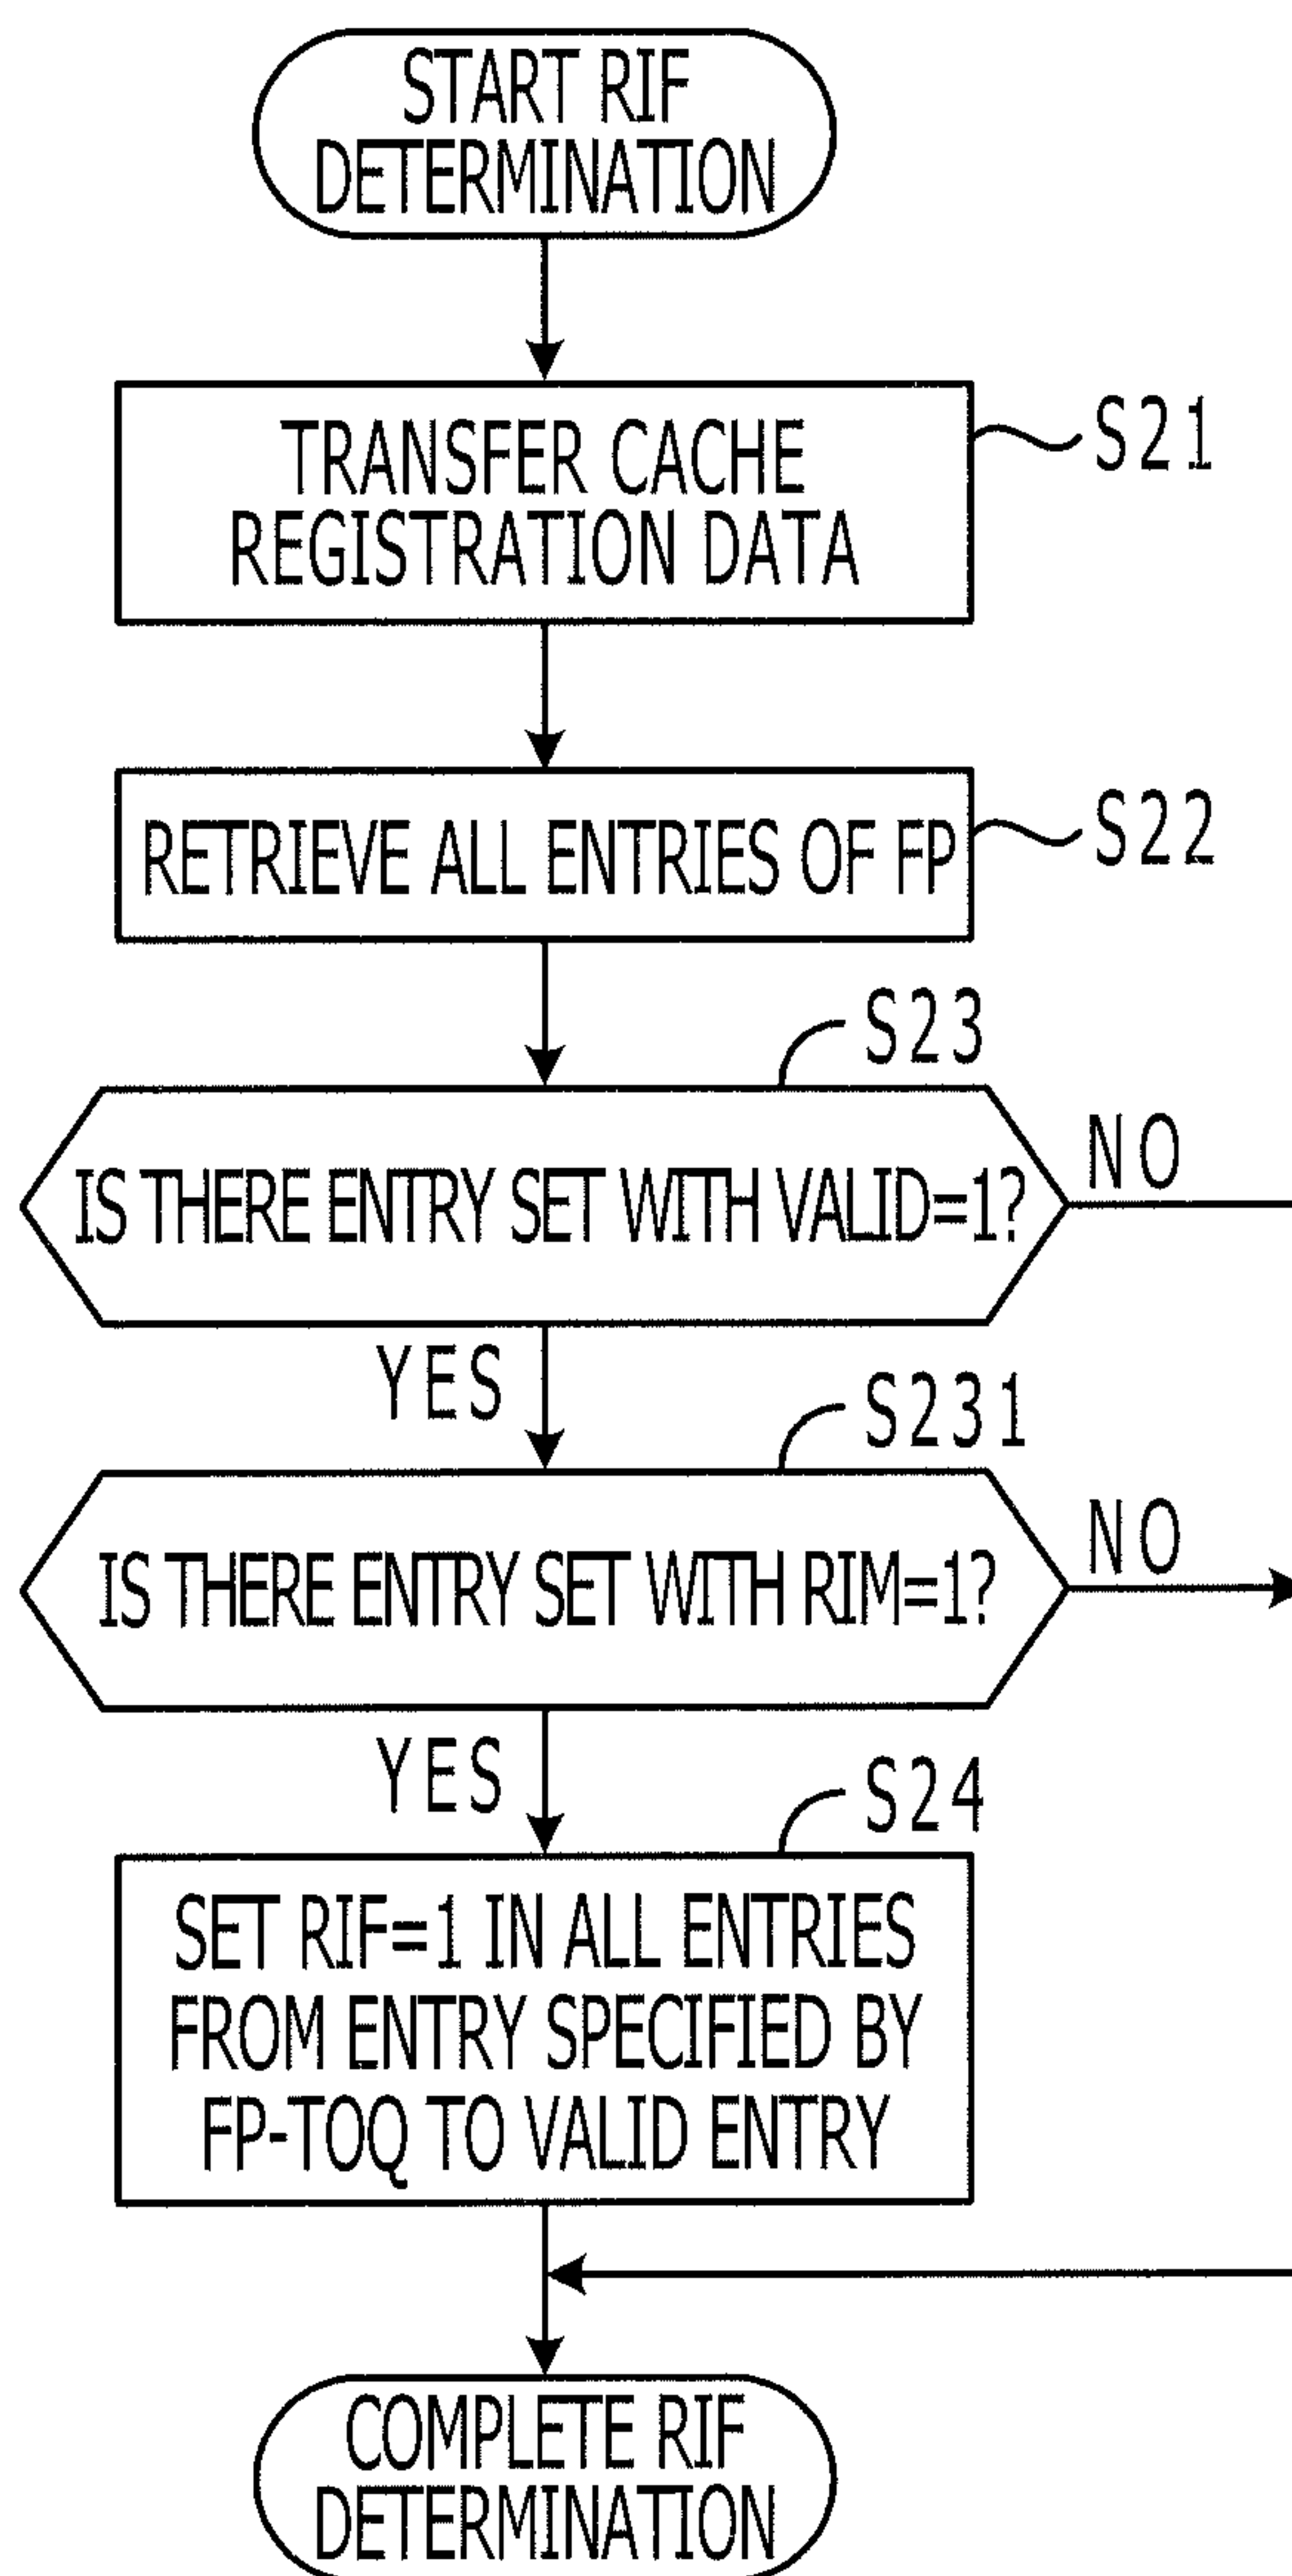 START RIF
DETERMINATION
TRANSFER CACHE
REGISTRATION DATA
S21
RETRIEVE ALL ENTRIES OF FP
S22
S23
IS THERE ENTRY SET WITH VALID=1?
NO
YES
S231
IS THERE ENTRY SET WITH RIM=1?
NO
YES
S24
SET RIF=1 IN ALL ENTRIES
FROM ENTRY SPECIFIED BY
FP-TOQ TO VALID ENTRY
COMPLETE RIF
DETERMINATION